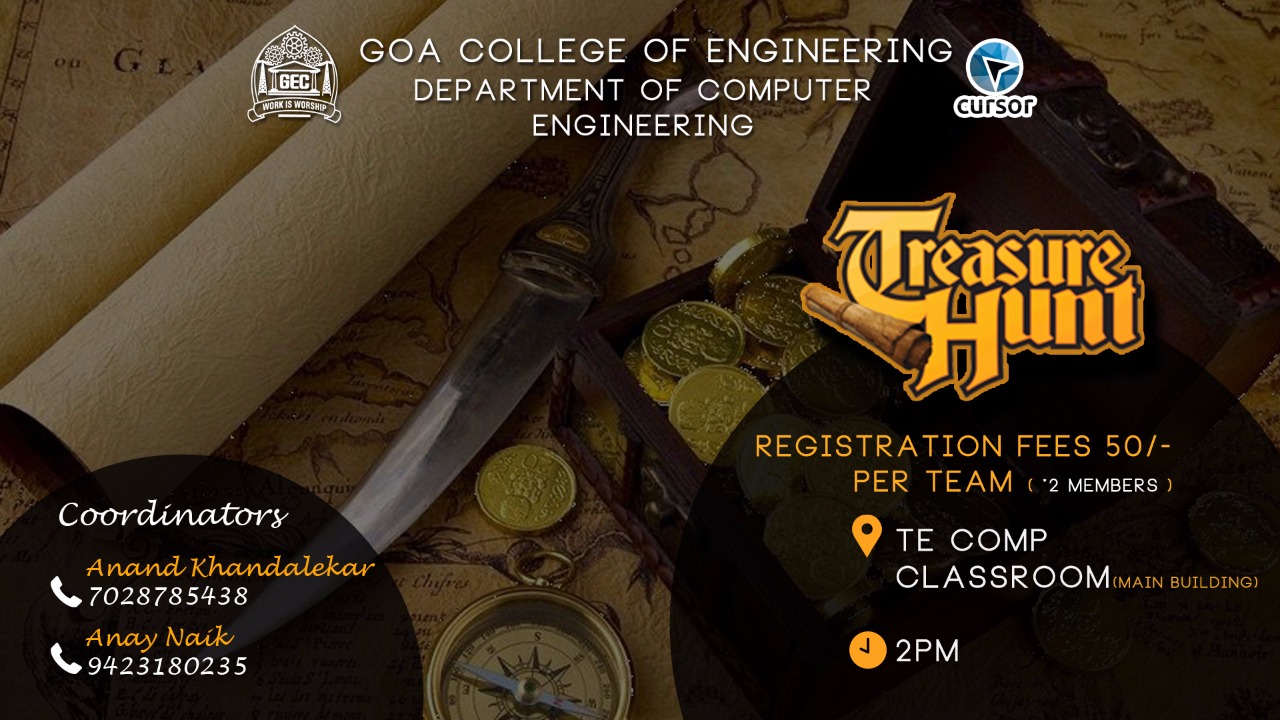 GOA COLLEGE OF ENGINEERING
DEPARTMENT OF COMPUTER
ENGINEERING
GEC
WORK IS WORSHIP
cursor
Treasure
Hunt
REGISTRATION FEES 50/-
PER TEAM ( *2 MEMBERS )
TE COMP
CLASSROOM(MAIN BUILDING)
2PM
Coordinators
Anand Khandalekar
7028785438
Anay Naik
9423180235